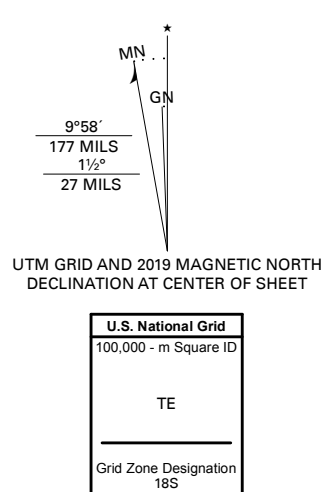 ★
MN
GN
9°58´
177 MILS
1½°
27 MILS
UTM GRID AND 2019 MAGNETIC NORTH
DECLINATION AT CENTER OF SHEET
U.S. National Grid
100,000 - m Square ID
TE
Grid Zone Designation
18S